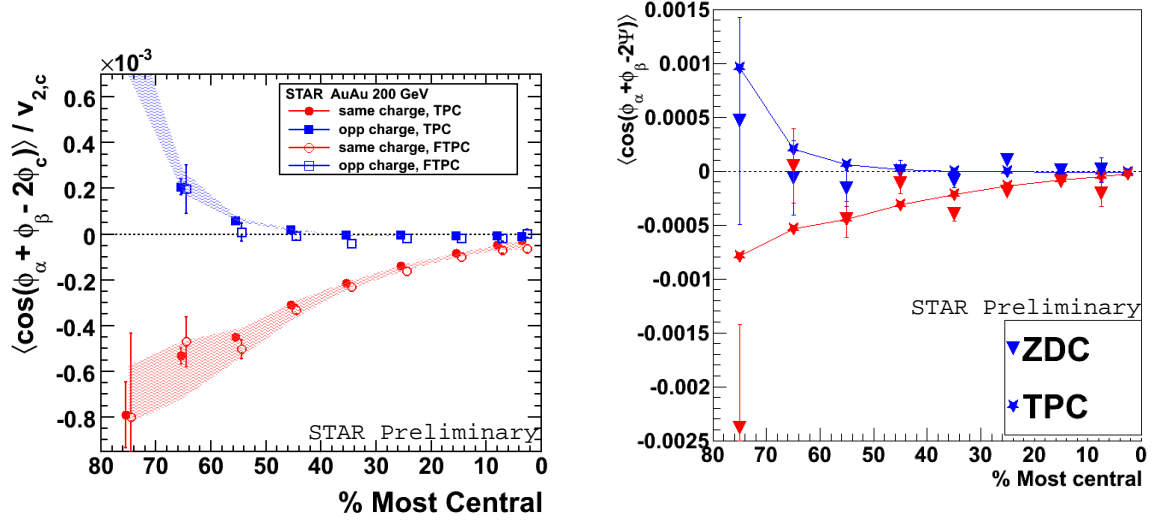 ×10⁻³
⟨cos(ϕα + ϕβ - 2ϕc)⟩ / v2,c
0.6
0.4
0.2
0
-0.2
-0.4
-0.6
-0.8
STAR AuAu 200 GeV
same charge, TPC
opp charge, TPC
same charge, FTPC
opp charge, FTPC
STAR Preliminary
80 70 60 50 40 30 20 10 0
% Most Central
⟨cos(ϕα+ϕβ-2Ψ)⟩
0.0015
0.001
0.0005
0
-0.0005
-0.001
-0.0015
-0.002
-0.0025
STAR Preliminary
ZDC
TPC
80 70 60 50 40 30 20 10 0
% Most central